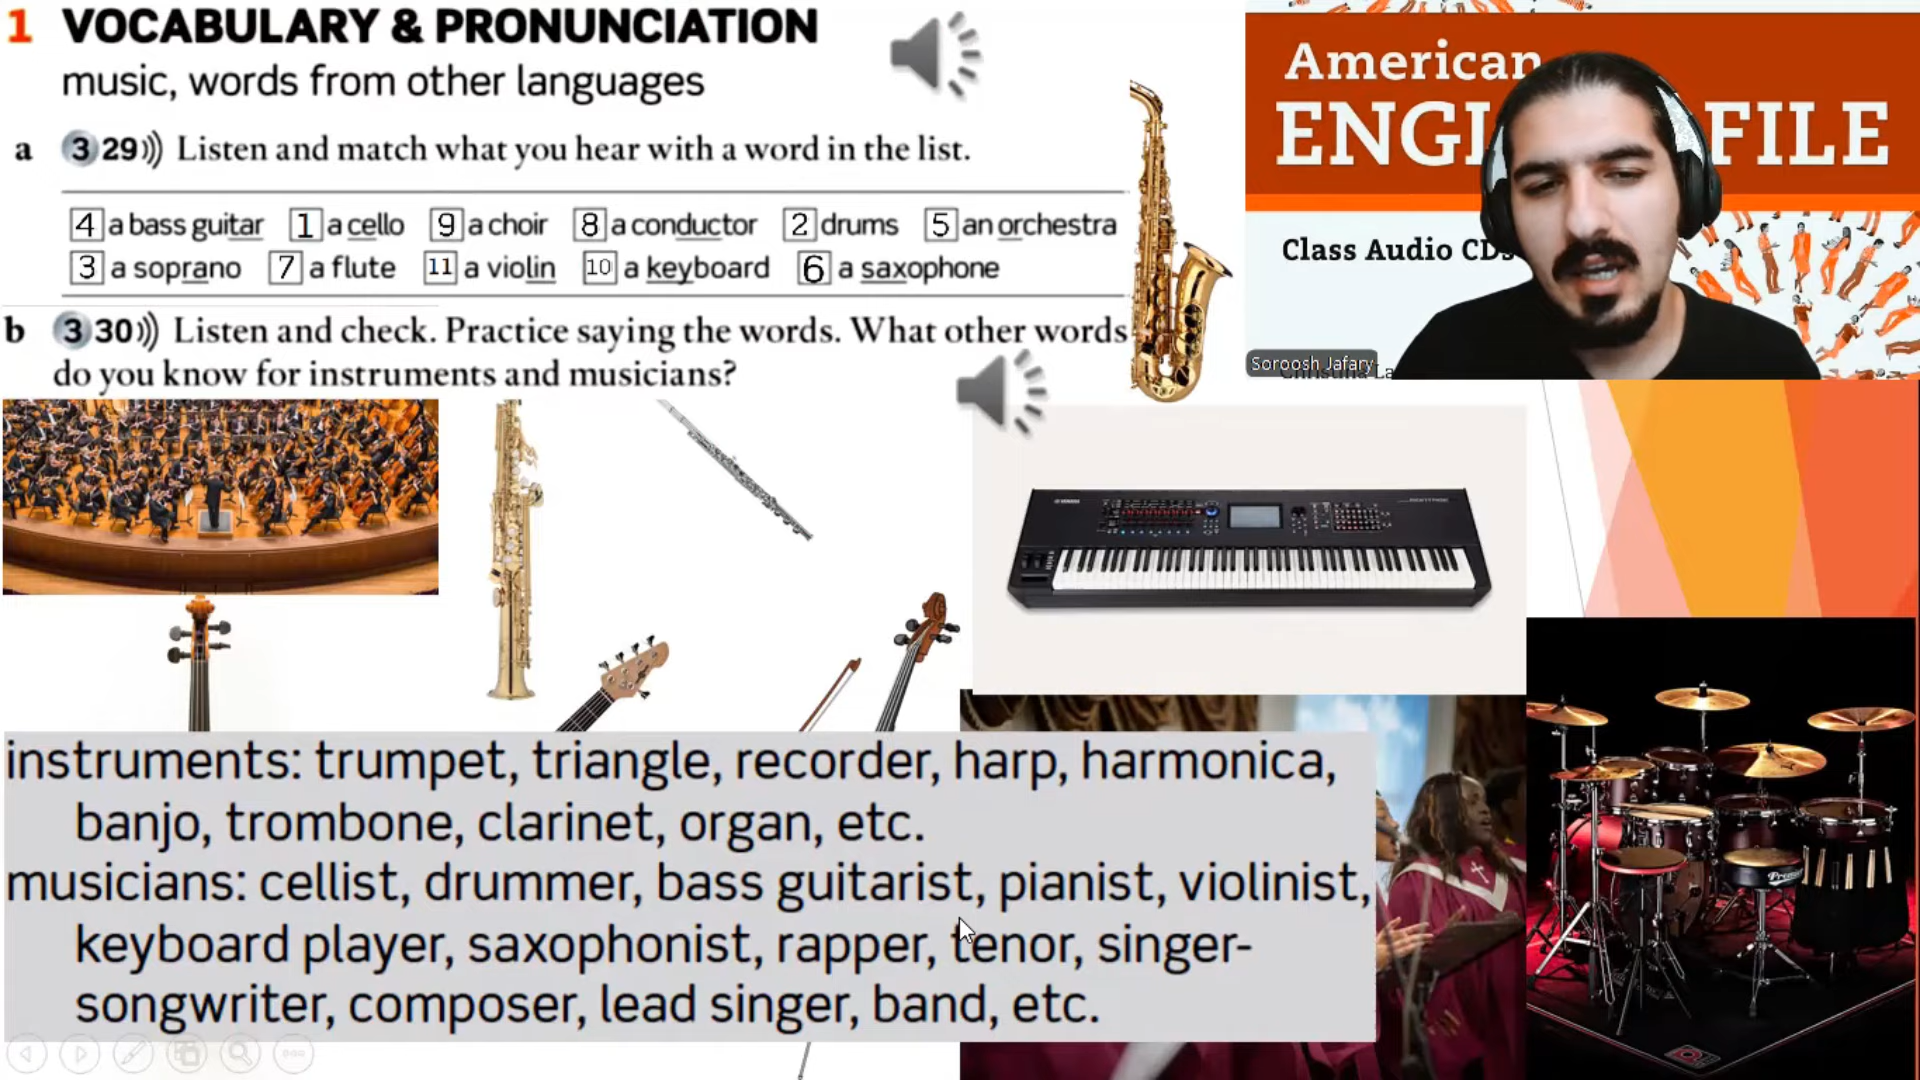 1 VOCABULARY & PRONUNCIATION
music, words from other languages
a 3 29 Listen and match what you hear with a word in the list.
4 a bass guitar 1 a cello 9 a choir 8 a conductor 2 drums 5 an orchestra
3 a soprano 7 a flute 11 a violin 10 a keyboard 6 a saxophone
b 3 30 Listen and check. Practice saying the words. What other words
do you know for instruments and musicians?
American
ENGL FILE
Class Audio CDs
Soroosh Jafary
instruments: trumpet, triangle, recorder, harp, harmonica,
banjo, trombone, clarinet, organ, etc.
musicians: cellist, drummer, bass guitarist, pianist, violinist,
keyboard player, saxophonist, rapper, tenor, singer-
songwriter, composer, lead singer, band, etc.